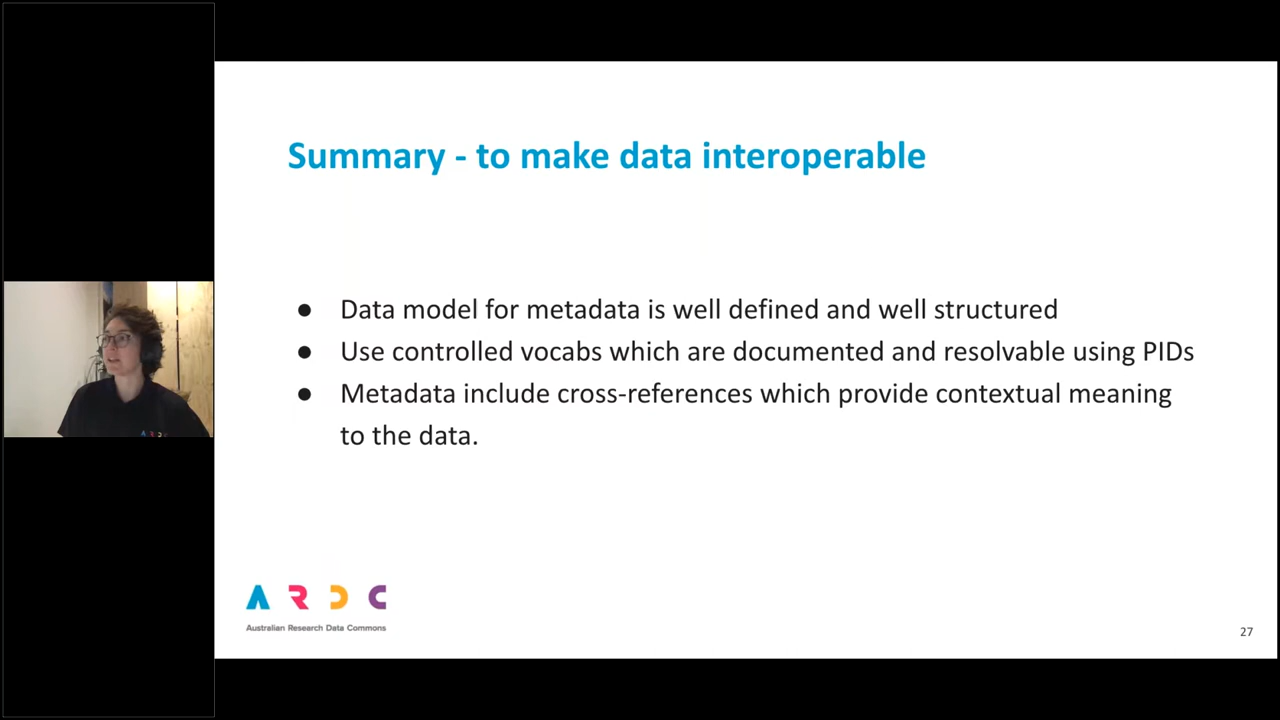 Summary - to make data interoperable
● Data model for metadata is well defined and well structured
● Use controlled vocabs which are documented and resolvable using PIDs
● Metadata include cross-references which provide contextual meaning
to the data.
ARDC
Australian Research Data Commons
27
ARDC